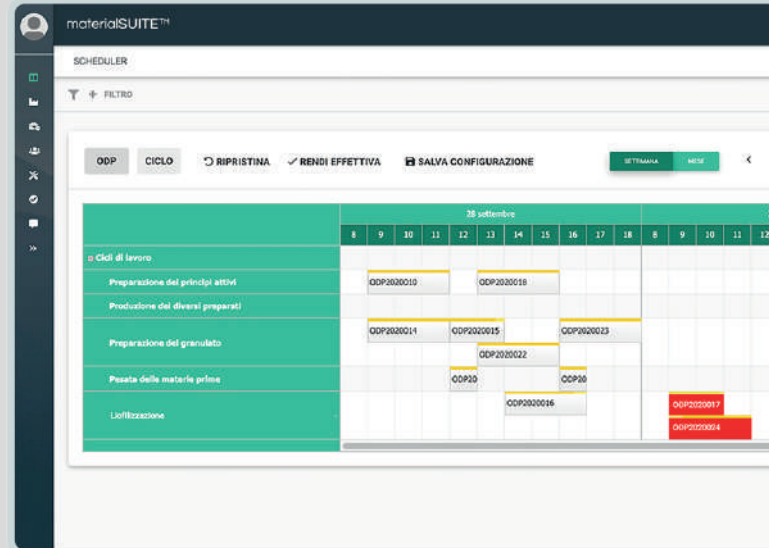 materialSUITE™
SCHEDULER
+ FILTRO
ODP CICLO RIPRISTINA RENDI EFFETTIVA SALVA CONFIGURAZIONE SETTIMANA MESE
28 settembre
8 9 10 11 12 13 14 15 16 17 18 8 9 10 11 12
Cicli di lavoro
Preparazione dei principi attivi ODP2020010 ODP2020018
Produzione dei diversi preparati
ODP2020014 ODP2020015 ODP2020023
Preparazione del granulato
ODP2020022
Pesata delle materie prime ODP20 ODP20
ODP2020016 ODP2020017
Liofilizzazione
ODP2020024